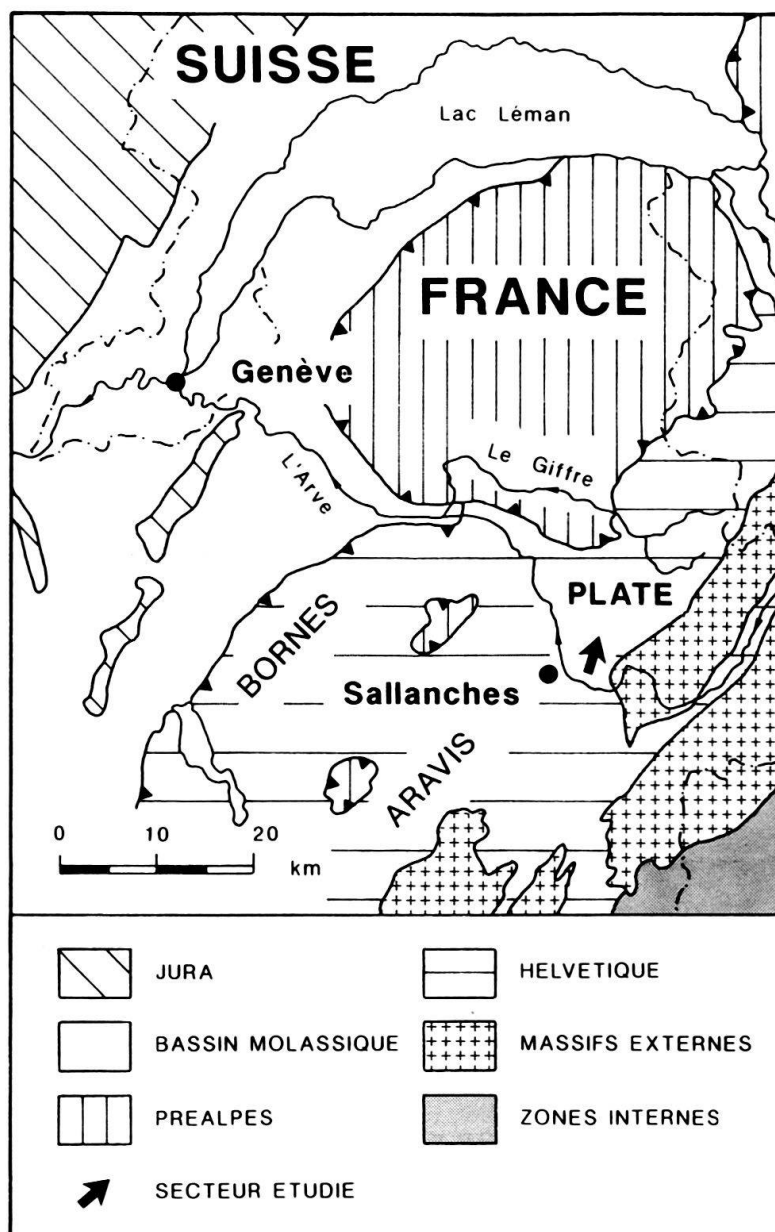 SUISSE
Lac Léman
FRANCE
Genève
Le Giffre
L'Arve
PLATE
BORNES
Sallanches
ARAVIS
0 10 20
km
JURA
HELVETIQUE
BASSIN MOLASSIQUE
MASSIFS EXTERNES
PREALPES
ZONES INTERNES
SECTEUR ETUDIE